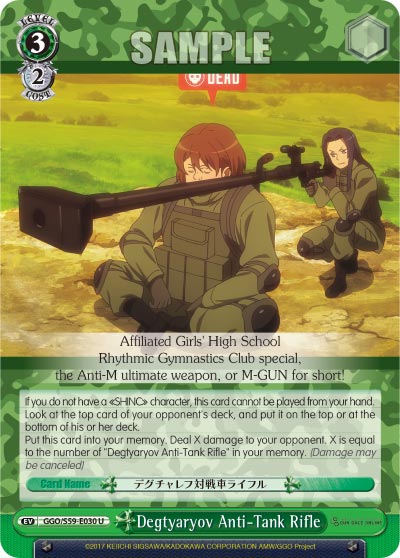 LEVEL
3
2
COST
SAMPLE
DEAD
Affiliated Girls' High School
Rhythmic Gymnastics Club special,
the Anti-M ultimate weapon, or M-GUN for short!
If you do not have a «SHINC» character, this card cannot be played from your hand.
Look at the top card of your opponent's deck, and put it on the top or at the
bottom of his or her deck.
Put this card into your memory. Deal X damage to your opponent. X is equal
to the number of "Degtyaryov Anti-Tank Rifle" in your memory. (Damage may
be canceled)
Card Name デグチャレフ対戦車ライフル
EV GGO/S59-E030 U Degtyaryov Anti-Tank Rifle
GUN GALE ONLINE
©2017 KEIICHI SIGSAWA/KADOKAWA CORPORATION AMW/GGO Project